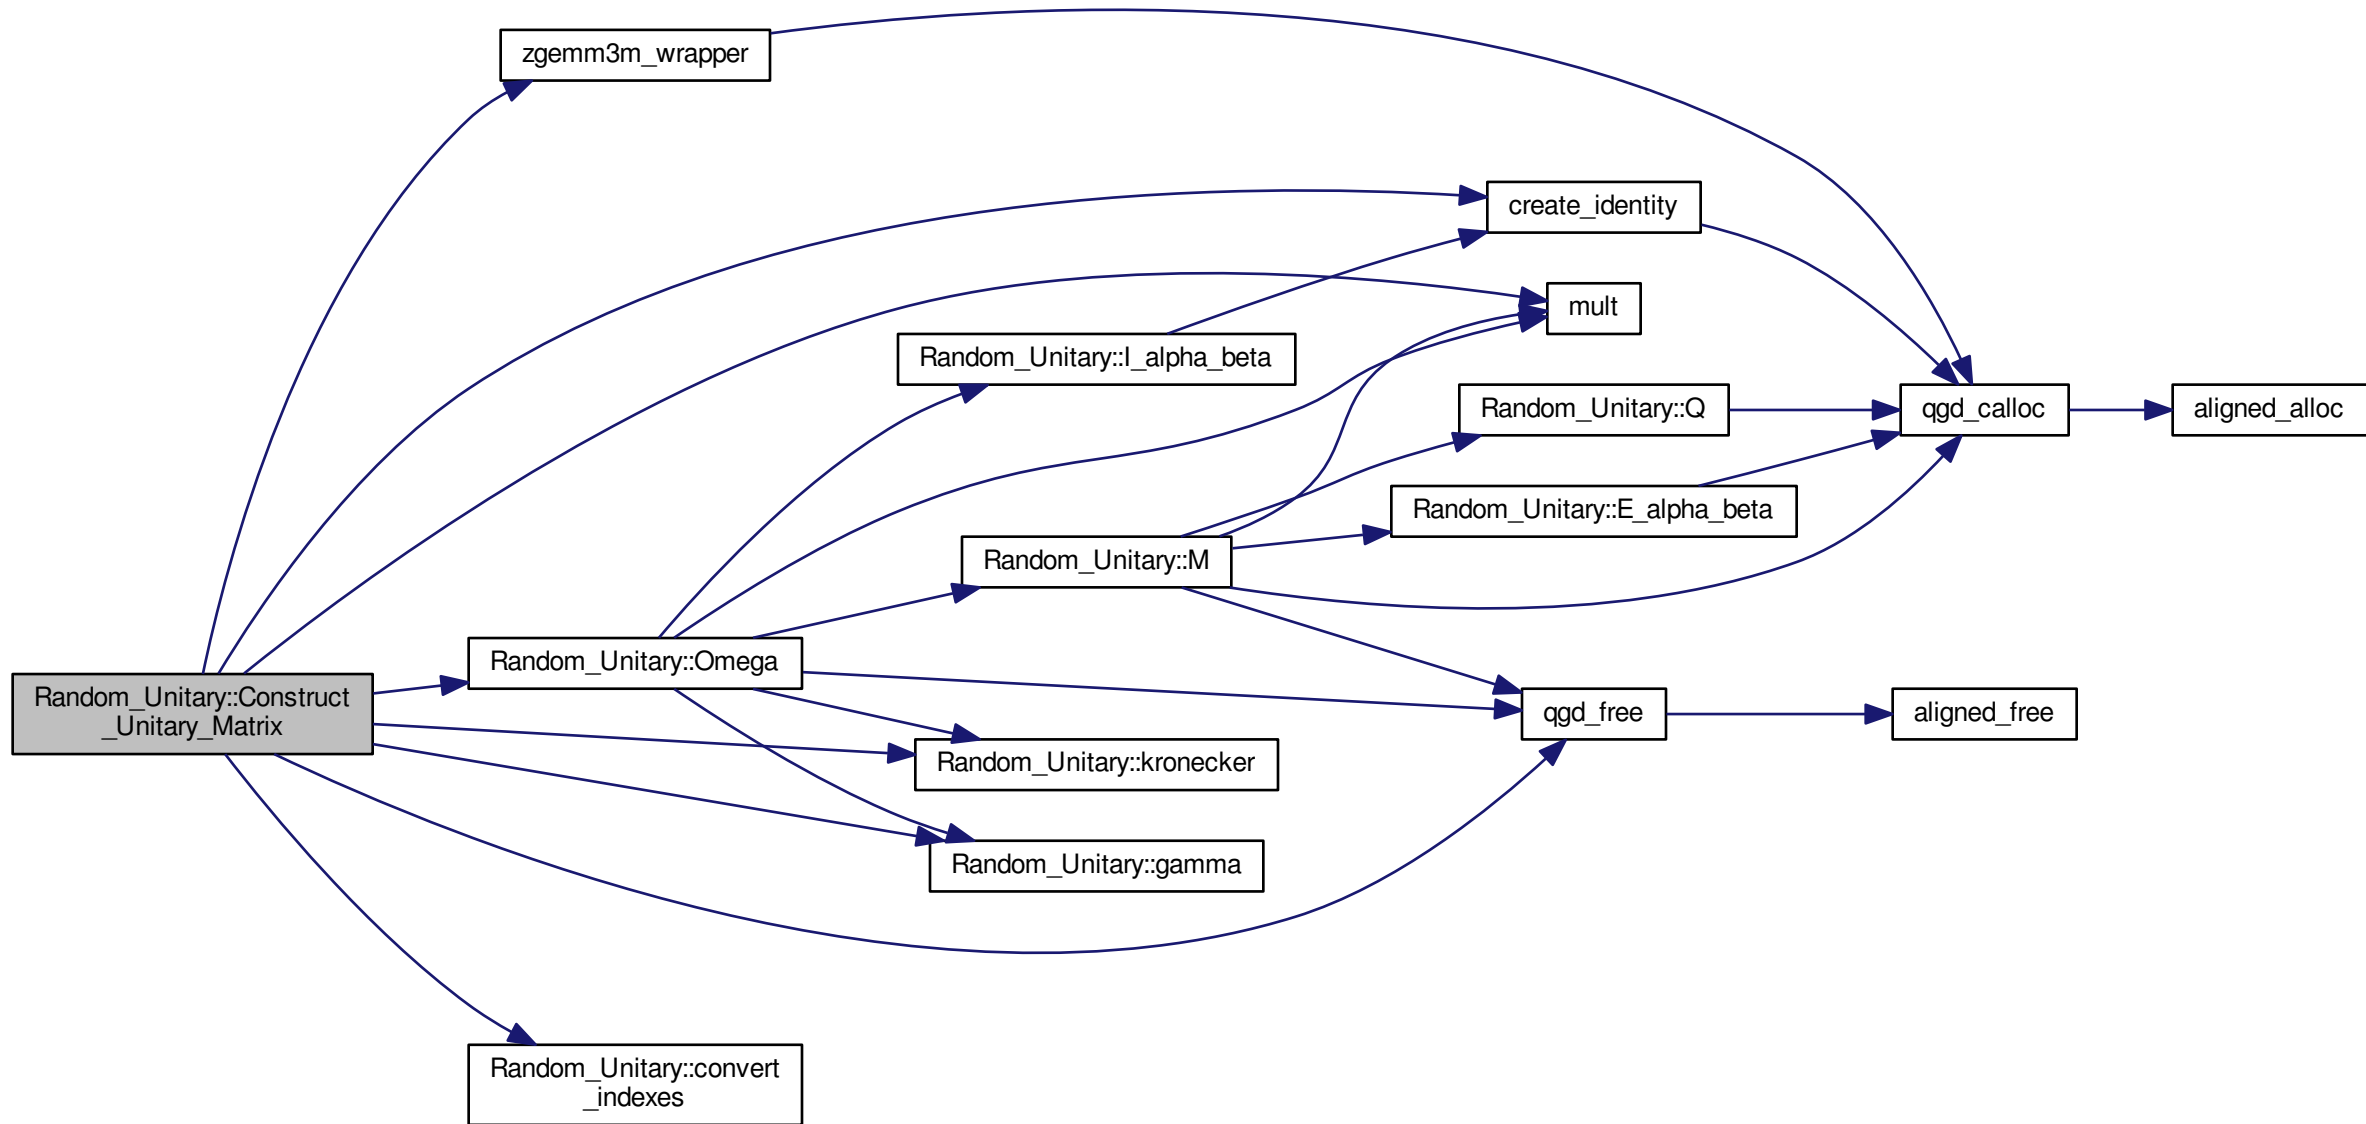 zgemm3m_wrapper
create_identity
mult
Random_Unitary::I_alpha_beta
Random_Unitary::Q
qgd_calloc
aligned_alloc
Random_Unitary::E_alpha_beta
Random_Unitary::M
Random_Unitary::Omega
Random_Unitary::Construct
_Unitary_Matrix
qgd_free
aligned_free
Random_Unitary::kronecker
Random_Unitary::gamma
Random_Unitary::convert
_indexes